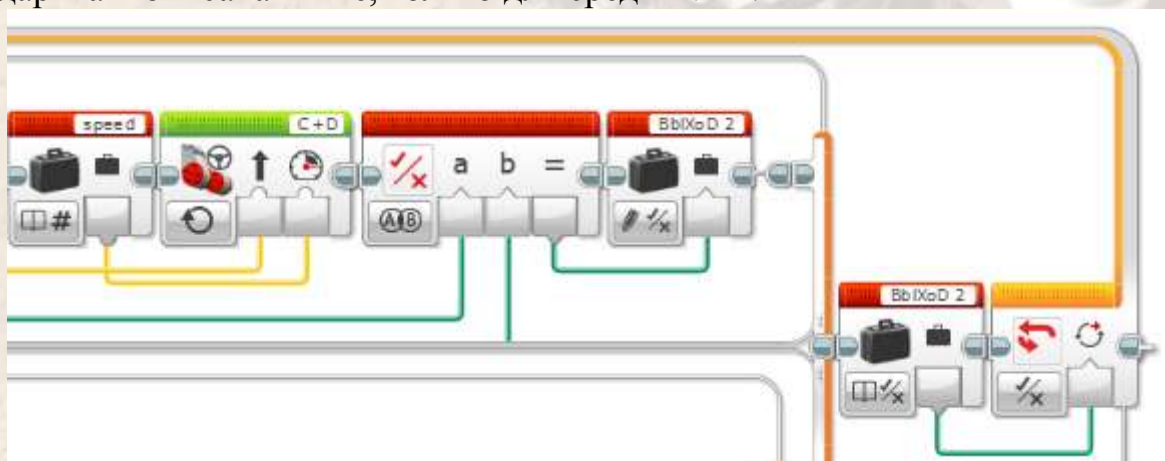 speed
C+D
a b =
BbIXoD 2
#
A B
BbIXoD 2